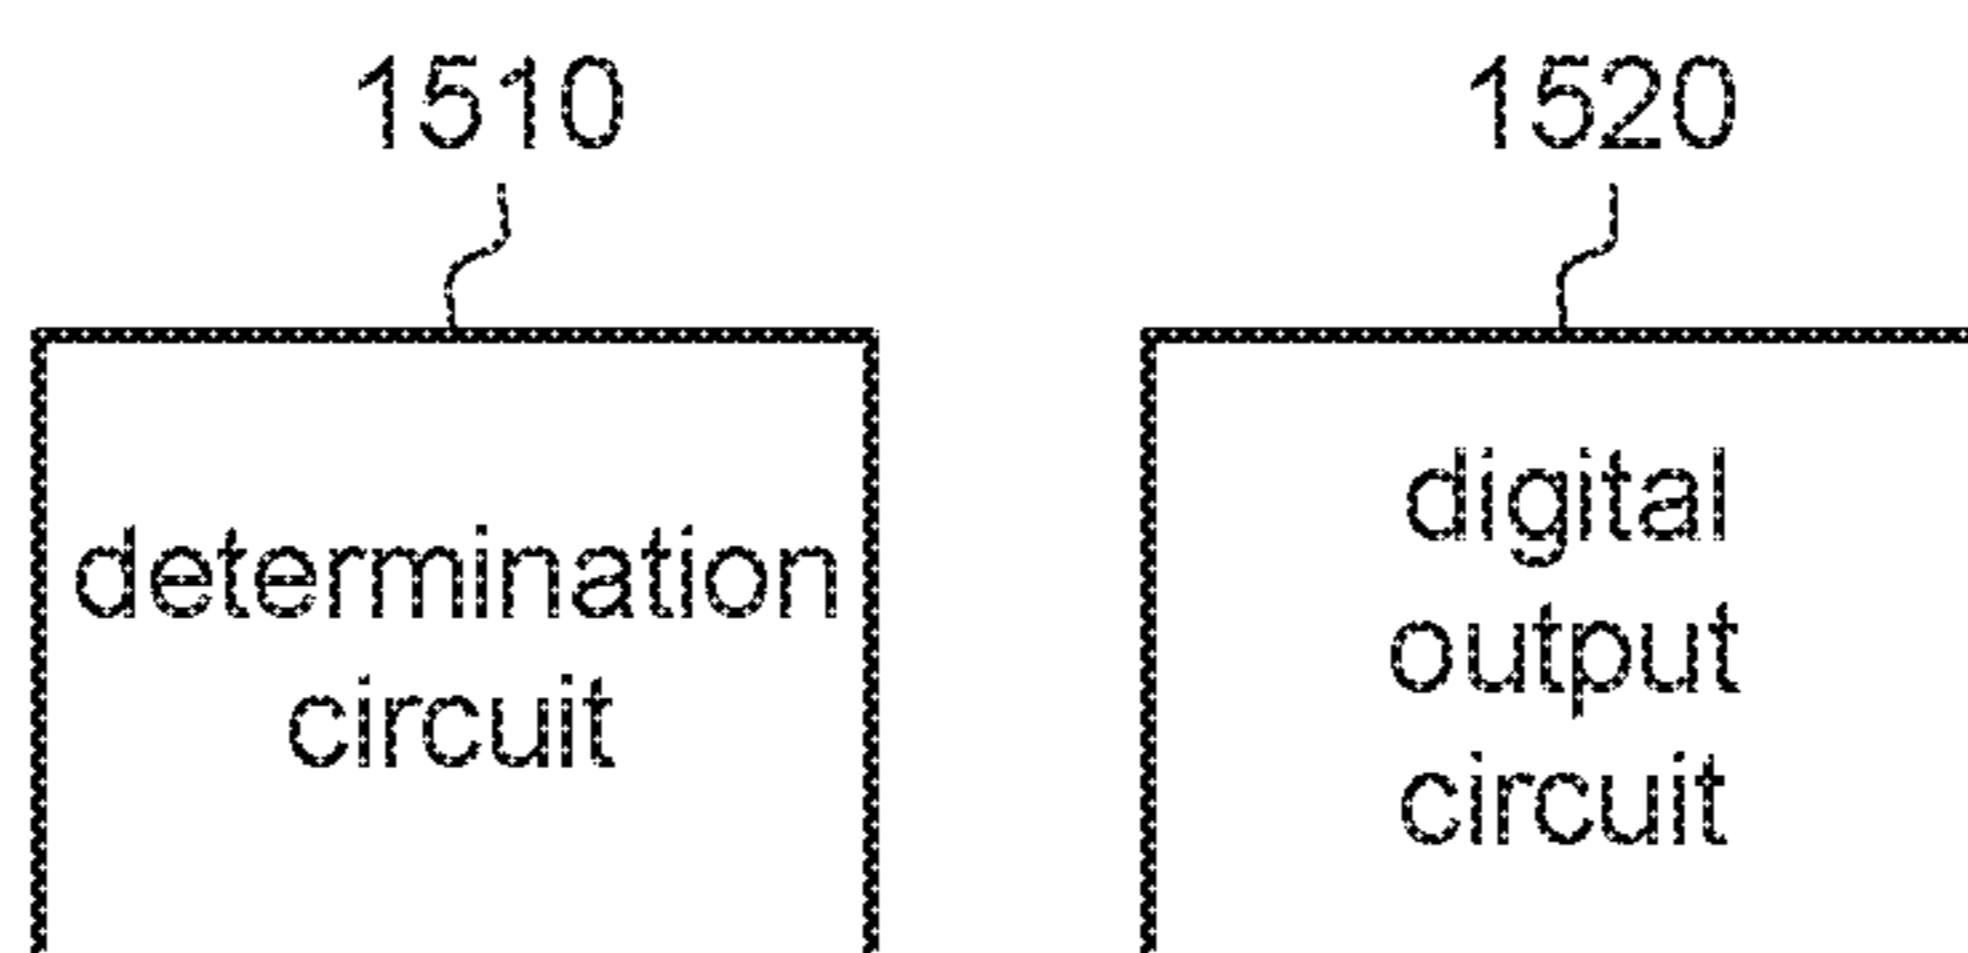 1510
determination
circuit
1520
digital
output
circuit